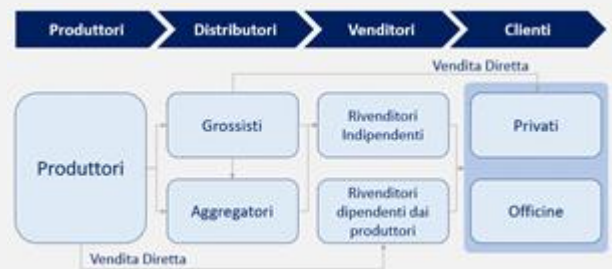 Produttori
Distributori
Venditori
Clienti
Vendita Diretta
Produttori
Grossisti
Aggregatori
Rivenditori
Indipendenti
Rivenditori
dipendenti dai
produttori
Privati
Officine
Vendita Diretta